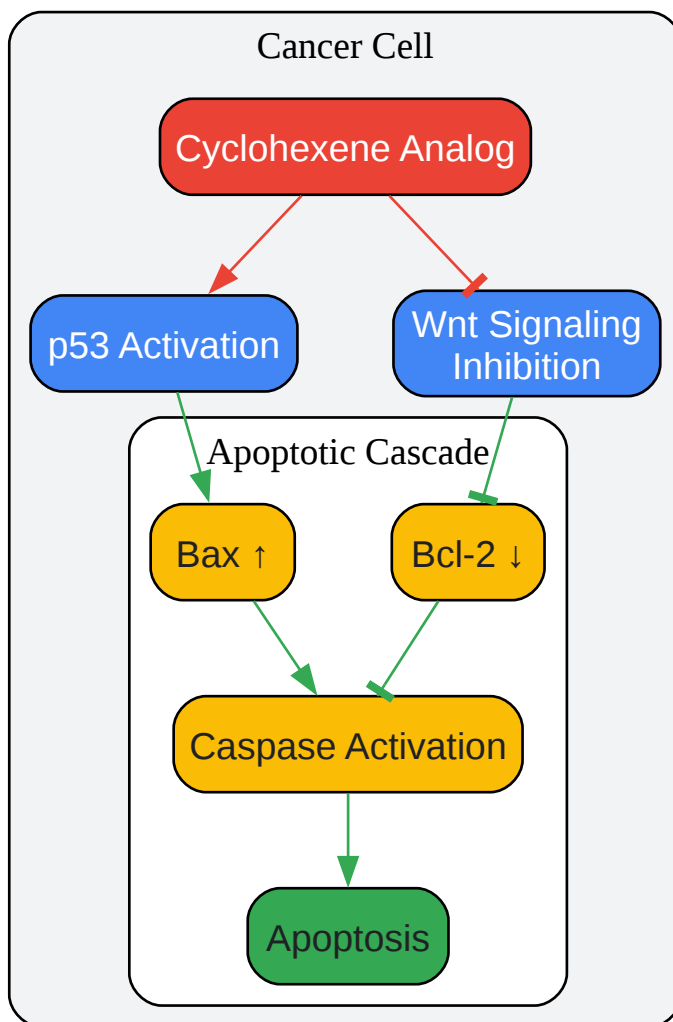 Cancer Cell
Cyclohexene Analog
p53 Activation
Wnt Signaling
Inhibition
Apoptotic Cascade
Bax ↑
Bcl-2 ↓
Caspase Activation
Apoptosis